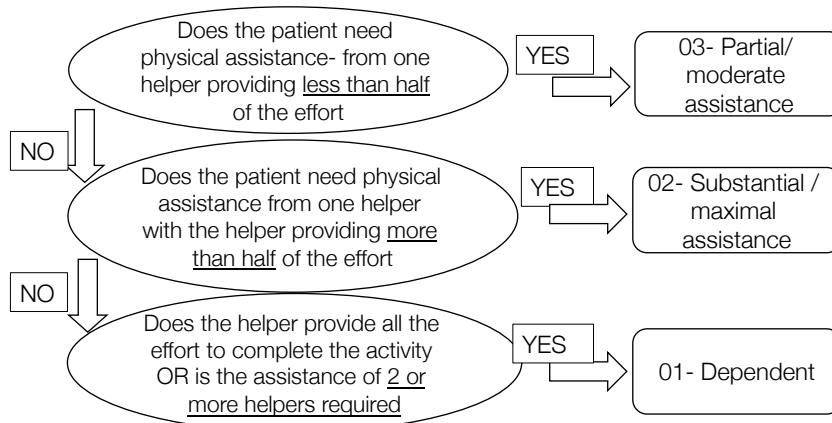 Does the patient need
physical assistance- from one
helper providing less than half
of the effort
YES
03- Partial/
moderate
assistance
NO
Does the patient need physical
assistance from one helper
with the helper providing more
than half of the effort
YES
02- Substantial /
maximal
assistance
NO
Does the helper provide all the
effort to complete the activity
OR is the assistance of 2 or
more helpers required
YES
01- Dependent